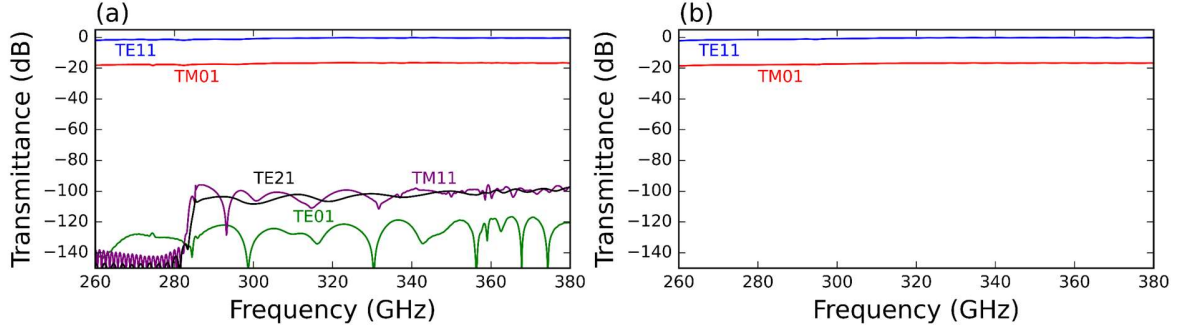 (a)
(b)
Transmittance (dB)
0
−20
−40
−60
−80
−100
−120
−140
TE11
TM01
TE21
TM11
TE01
260
280
300
320
340
360
380
Frequency (GHz)
Transmittance (dB)
0
−20
−40
−60
−80
−100
−120
−140
TE11
TM01
260
280
300
320
340
360
380
Frequency (GHz)